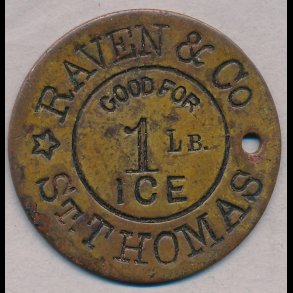 RAVEN & Co
GOOD FOR
1 LB.
ICE
ST. THOMAS